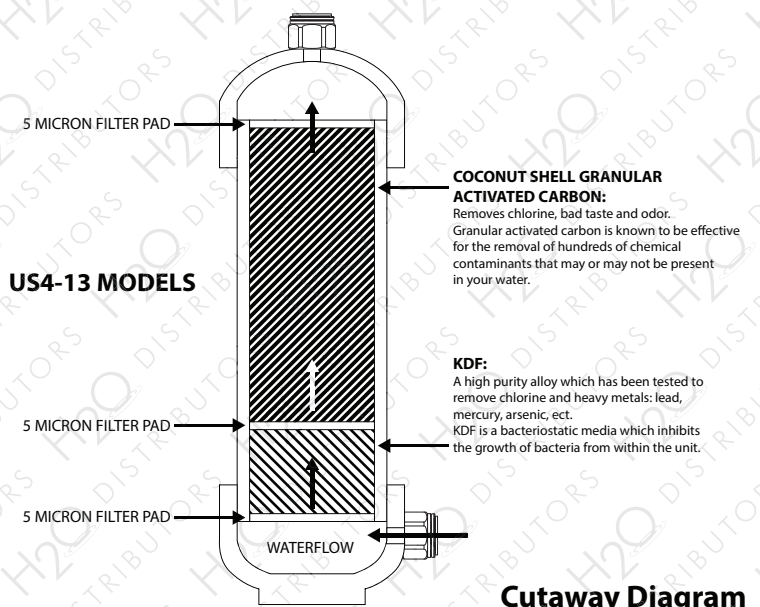 5 MICRON FILTER PAD
COCONUT SHELL GRANULAR
ACTIVATED CARBON:
Removes chlorine, bad taste and odor.
Granular activated carbon is known to be effective
for the removal of hundreds of chemical
contaminants that may or may not be present
in your water.
US4-13 MODELS
KDF:
A high purity alloy which has been tested to
remove chlorine and heavy metals: lead,
mercury, arsenic, ect.
KDF is a bacteriostatic media which inhibits
the growth of bacteria from within the unit.
5 MICRON FILTER PAD
5 MICRON FILTER PAD
WATERFLOW
Cutaway Diagram
H2O DISTRIBUTORS